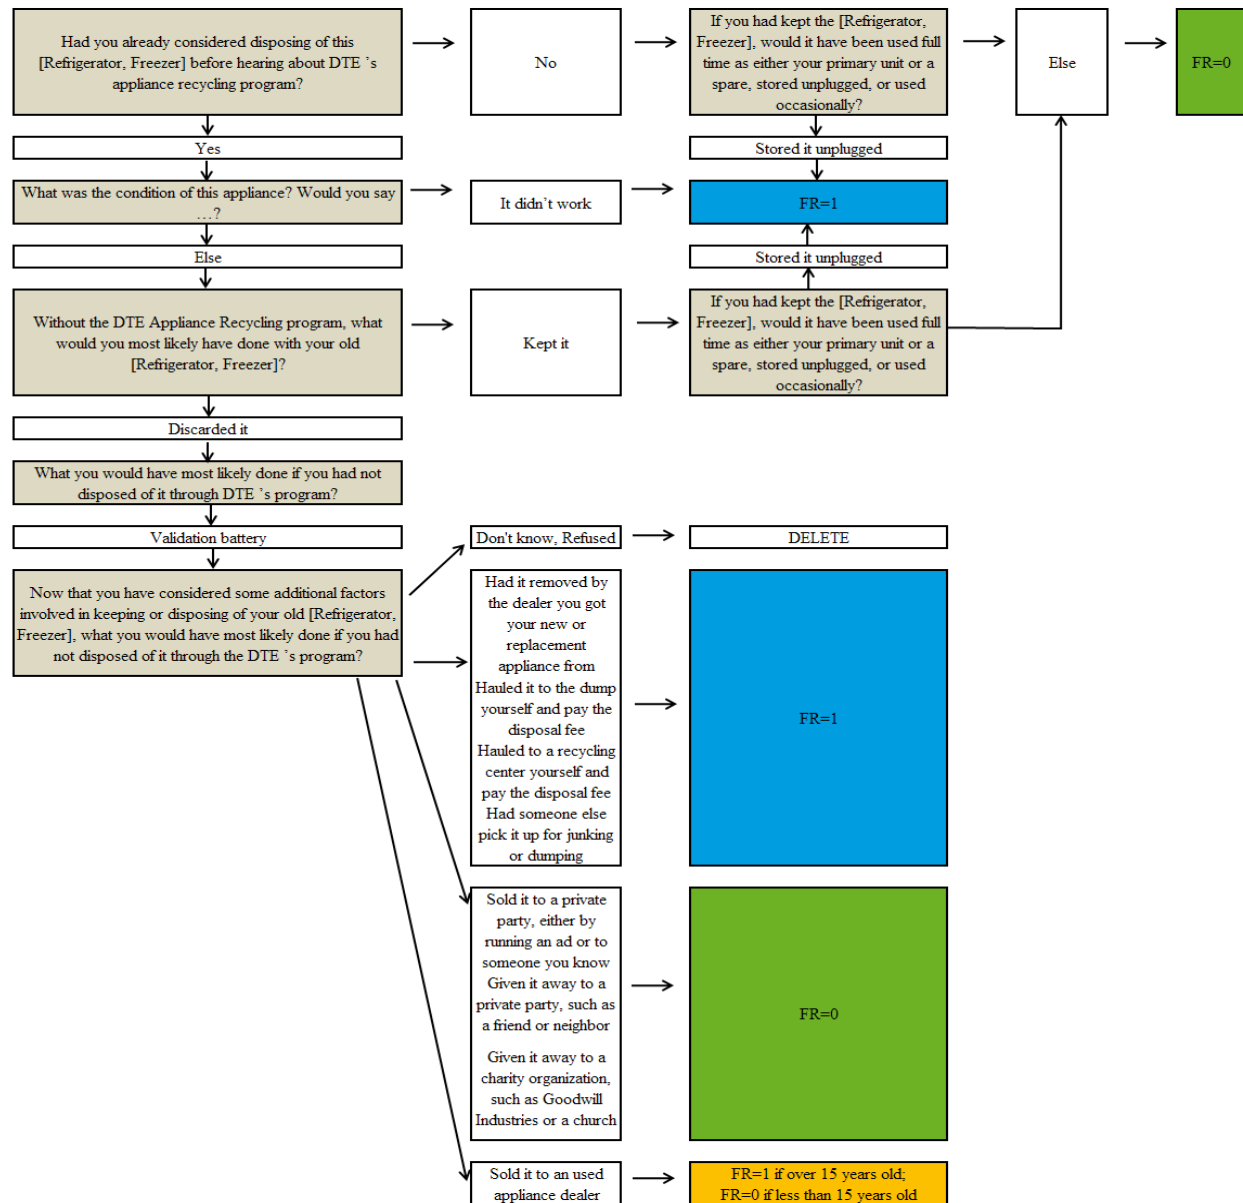 Had you already considered disposing of this
[Refrigerator, Freezer] before hearing about DTE ’s
appliance recycling program?
No
If you had kept the [Refrigerator,
Freezer], would it have been used full
time as either your primary unit or a
spare, stored unplugged, or used
occasionally?
Else
FR=0
Yes
Stored it unplugged
What was the condition of this appliance? Would you say
…?
It didn’t work
FR=1
Else
Stored it unplugged
Without the DTE Appliance Recycling program, what
would you most likely have done with your old
[Refrigerator, Freezer]?
Kept it
If you had kept the [Refrigerator,
Freezer], would it have been used full
time as either your primary unit or a
spare, stored unplugged, or used
occasionally?
Discarded it
What you would have most likely done if you had not
disposed of it through DTE ’s program?
Validation battery
Don't know, Refused
DELETE
Now that you have considered some additional factors
involved in keeping or disposing of your old [Refrigerator,
Freezer], what you would have most likely done if you had
not disposed of it through the DTE ’s program?
Had it removed by
the dealer you got
your new or
replacement
appliance from
Hauled it to the dump
yourself and pay the
disposal fee
Hauled to a recycling
center yourself and
pay the disposal fee
Had someone else
pick it up for junking
or dumping
FR=1
Sold it to a private
party, either by
running an ad or to
someone you know
Given it away to a
private party, such as
a friend or neighbor
Given it away to a
charity organization,
such as Goodwill
Industries or a church
FR=0
Sold it to an used
appliance dealer
FR=1 if over 15 years old;
FR=0 if less than 15 years old